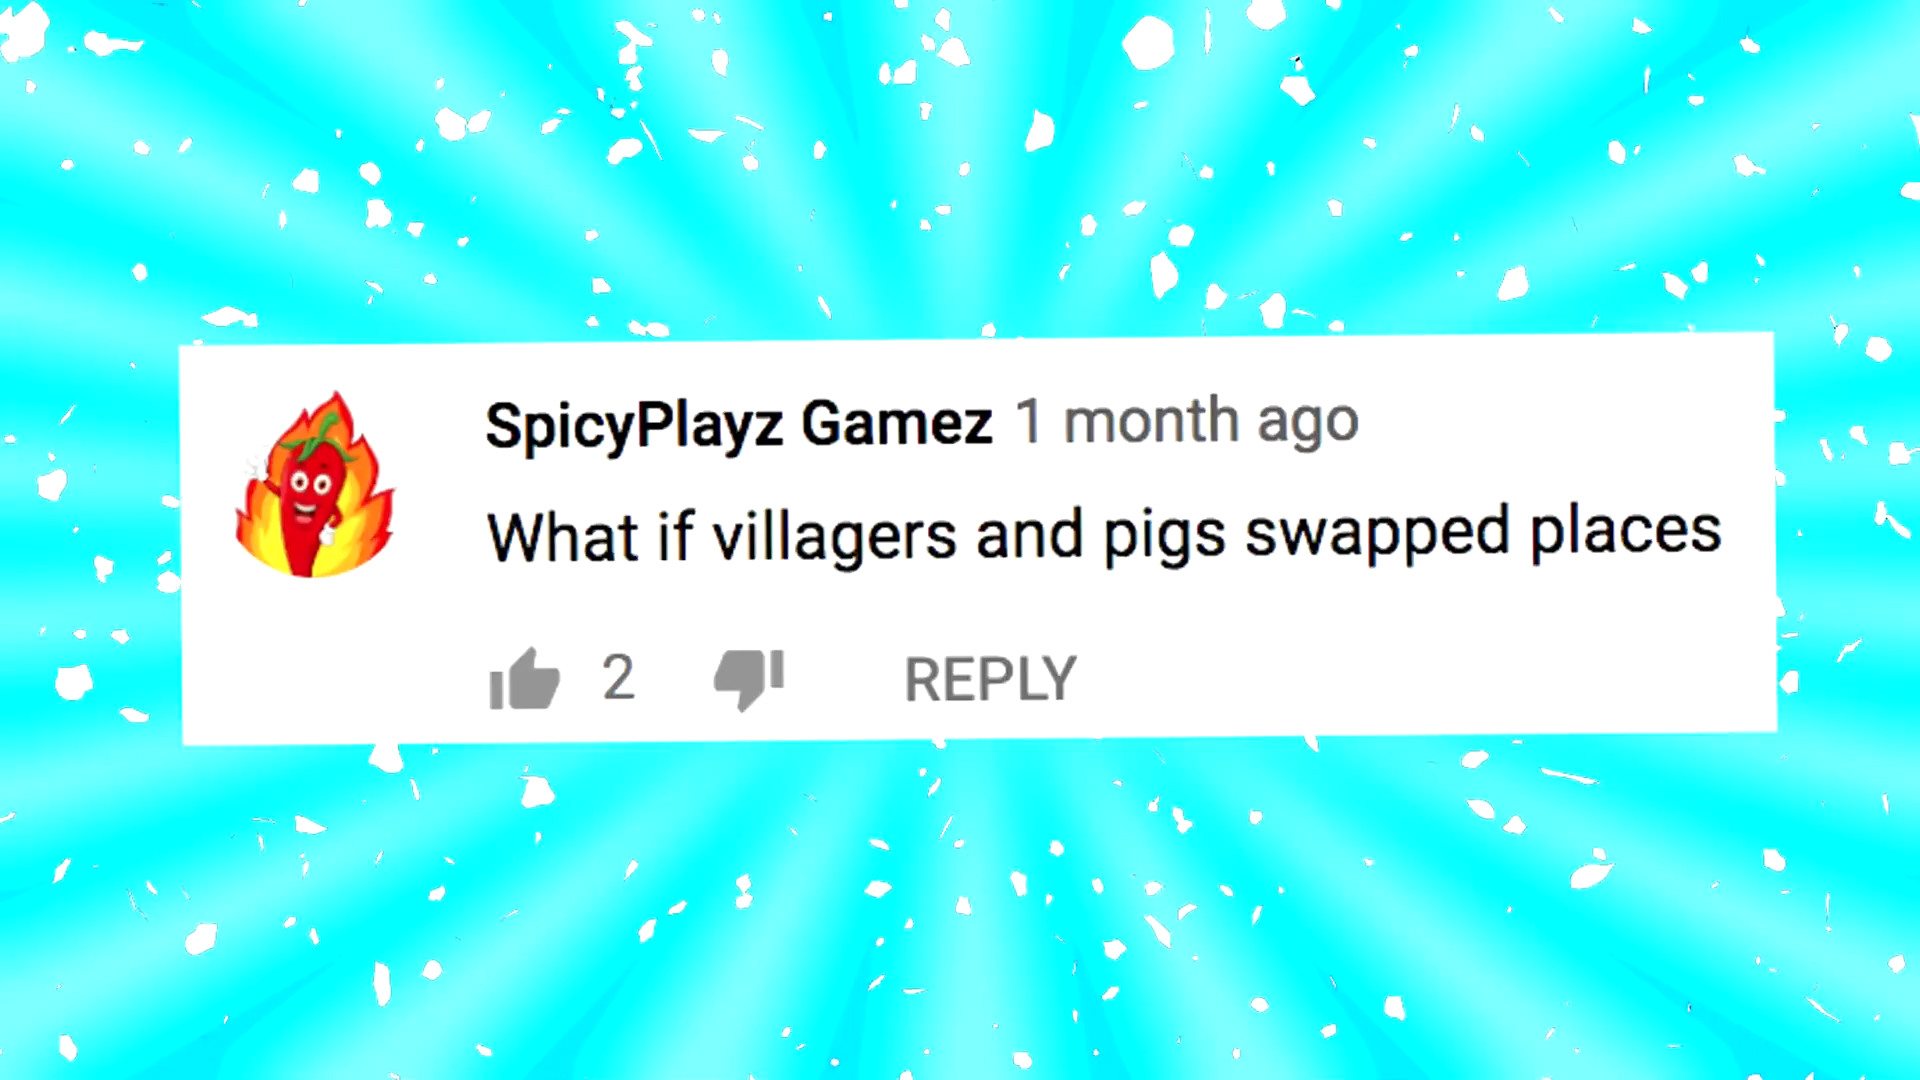 SpicyPlayz Gamez 1 month ago
What if villagers and pigs swapped places
2 REPLY